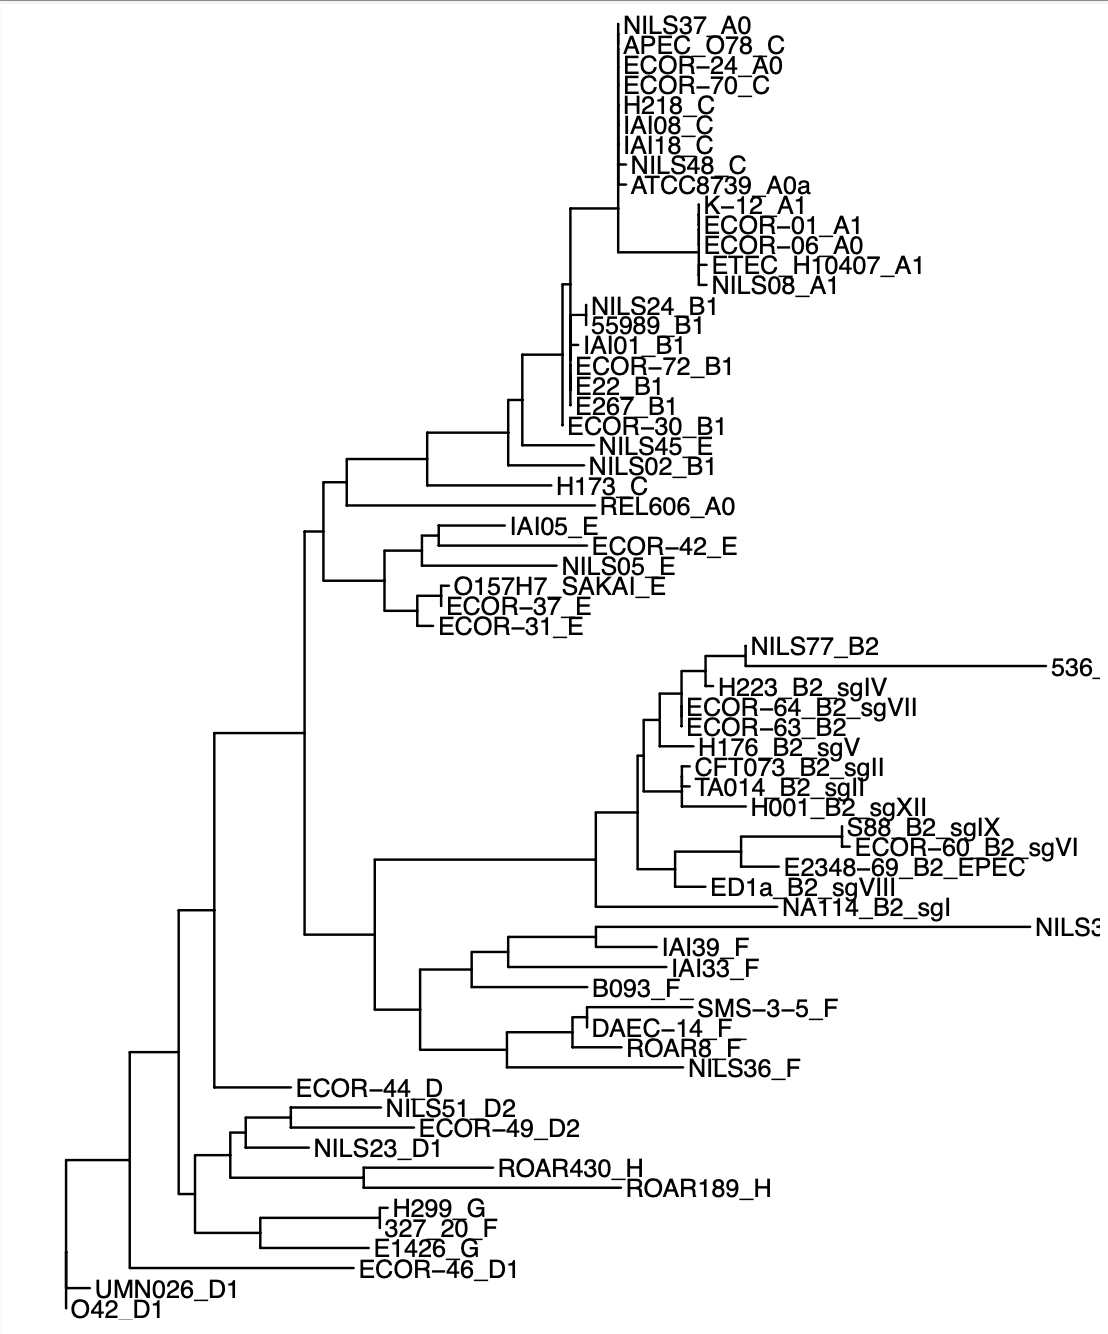 NILS37_A0
APEC_O78_C
ECOR-24_A0
ECOR-70_C
H218_C
IAI08_C
IAI18_C
NILS48_C
ATCC8739_A0a
K-12_A1
ECOR-01_A1
ECOR-06_A0
ETEC_H10407_A1
NILS08_A1
NILS24_B1
55989_B1
IAI01_B1
ECOR-72_B1
E22_B1
E267_B1
ECOR-30_B1
NILS45_E
NILS02_B1
H173_C
REL606_A0
IAI05_E
ECOR-42_E
NILS05_E
O157H7_SAKAI_E
ECOR-37_E
ECOR-31_E
NILS77_B2
536_
H223_B2_sgIV
ECOR-64_B2_sgVII
ECOR-63_B2
H176_B2_sgV
CFT073_B2_sgII
TA014_B2_sgII
H001_B2_sgXII
S88_B2_sgIX
ECOR-60_B2_sgVI
E2348-69_B2_EPEC
ED1a_B2_sgVIII
NA114_B2_sgI
NILS3
IAI39_F
IAI33_F
B093_F_
SMS-3-5_F
DAEC-14_F_
ROAR8_F
NILS36_F
ECOR-44_D
NILS51_D2
ECOR-49_D2
NILS23_D1
ROAR430_H
ROAR189_H
H299_G
327_20_F
E1426_G
ECOR-46_D1
UMN026_D1
O42_D1